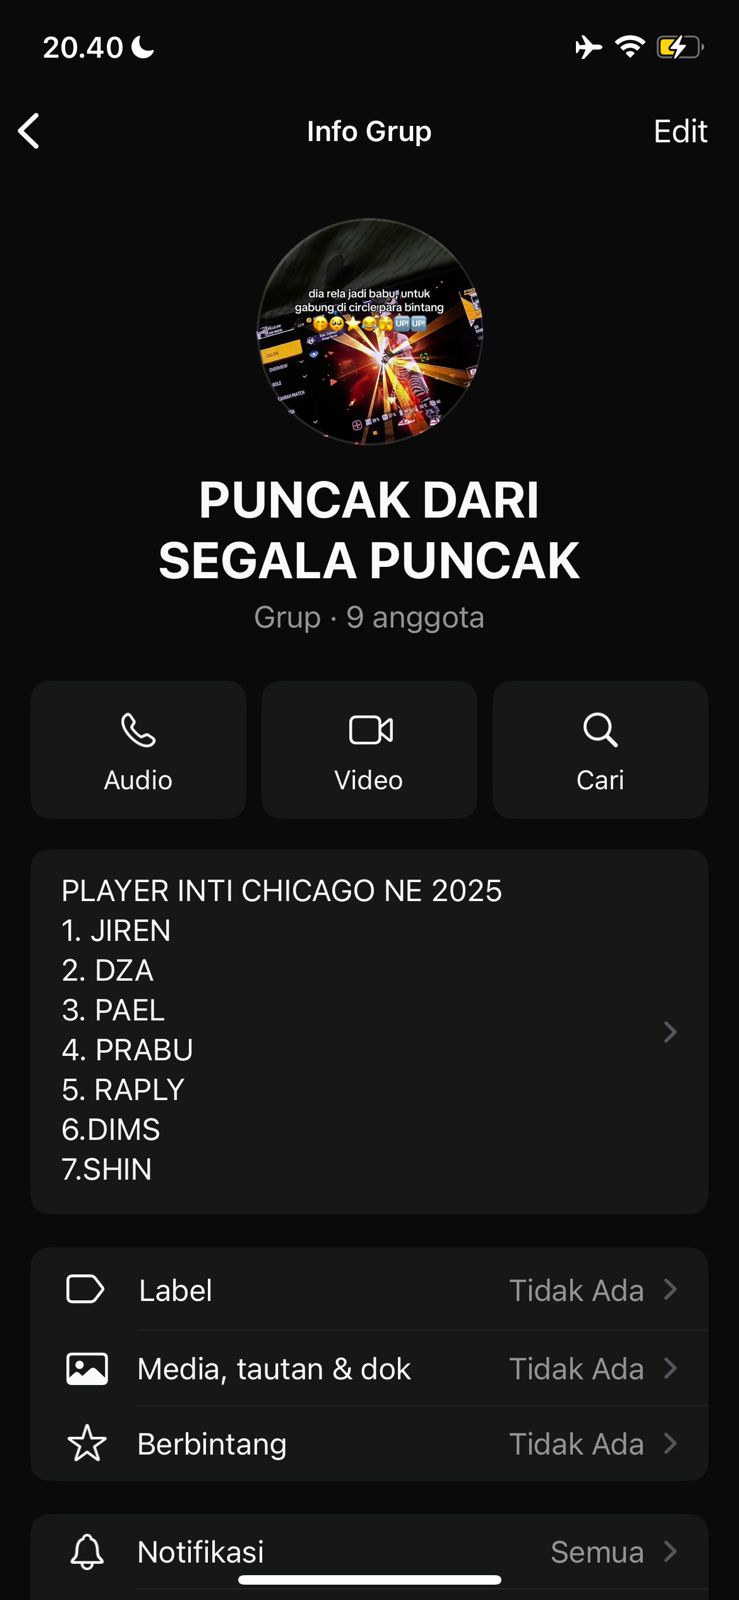 20.40
Info Grup
Edit
dia rela jadi babu, untuk
gabung di circle para bintang
UP! UP!
PUNCAK DARI
SEGALA PUNCAK
Grup · 9 anggota
Audio
Video
Cari
PLAYER INTI CHICAGO NE 2025
1. JIREN
2. DZA
3. PAEL
4. PRABU
5. RAPLY
6.DIMS
7.SHIN
Label
Tidak Ada
Media, tautan & dok
Tidak Ada
Berbintang
Tidak Ada
Notifikasi
Semua